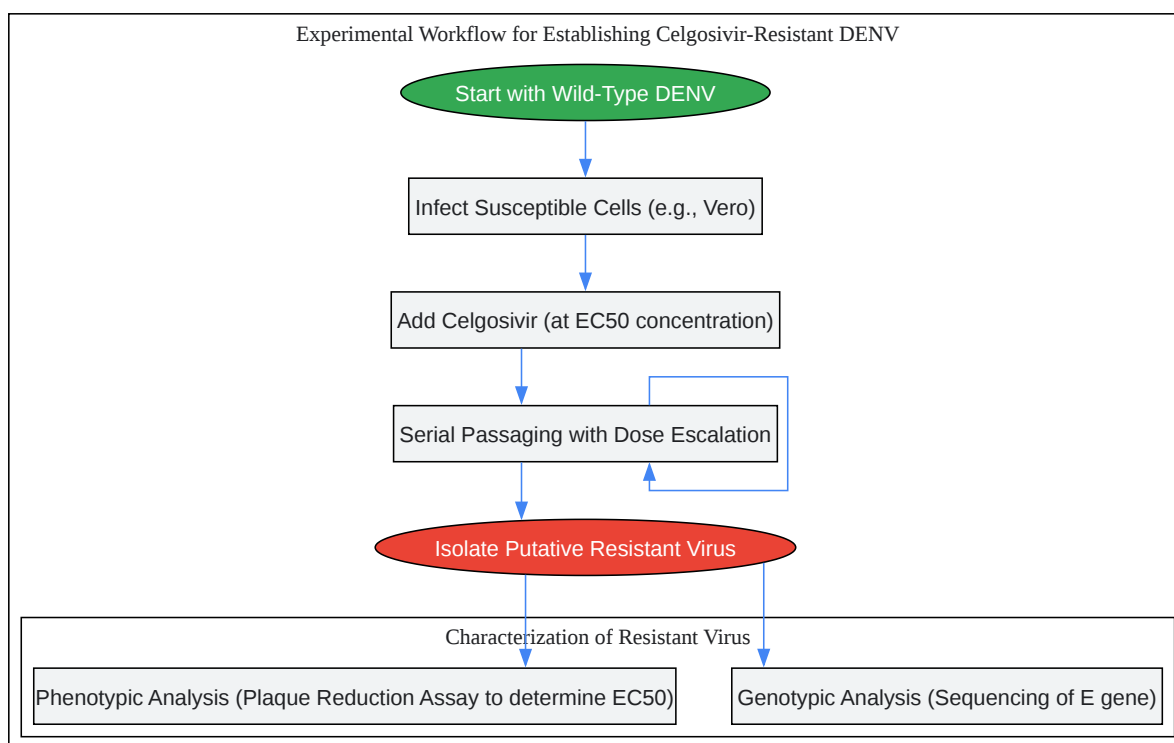 Experimental Workflow for Establishing Celgosivir-Resistant DENV
Start with Wild-Type DENV
Infect Susceptible Cells (e.g., Vero)
Add Celgosivir (at EC50 concentration)
Serial Passaging with Dose Escalation
Isolate Putative Resistant Virus
Characterization of Resistant Virus
Phenotypic Analysis (Plaque Reduction Assay to determine EC50)
Genotypic Analysis (Sequencing of E gene)